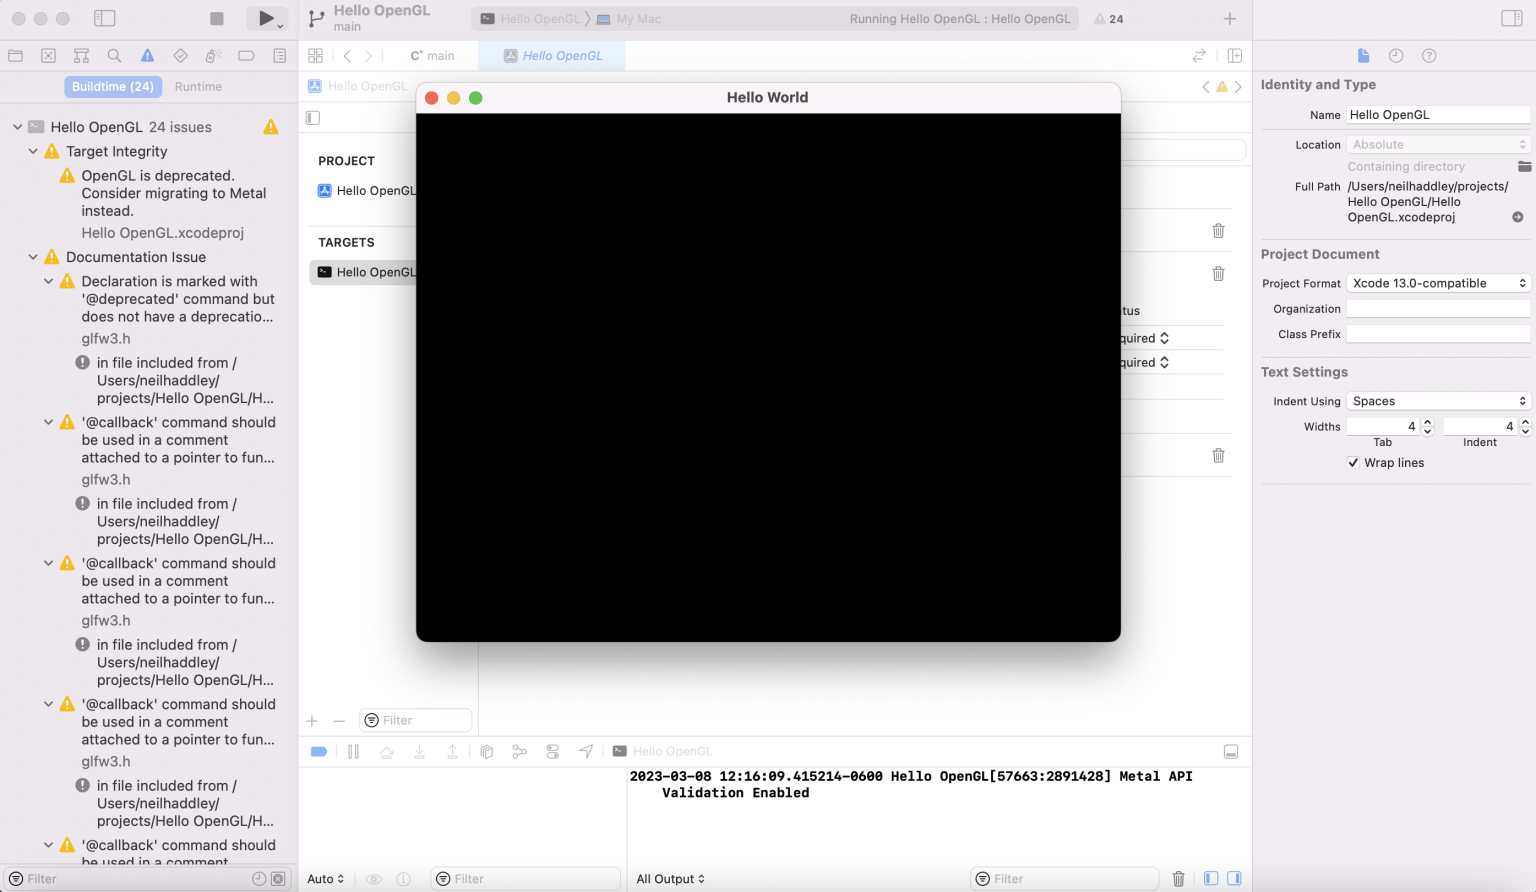 Hello OpenGL
main
Hello OpenGL
My Mac
Running Hello OpenGL : Hello OpenGL
24
Buildtime (24)
Runtime
Hello OpenGL 24 issues
Target Integrity
OpenGL is deprecated.
Consider migrating to Metal
instead.
Hello OpenGL.xcodeproj
Documentation Issue
Declaration is marked with
'@deprecated' command but
does not have a deprecatio...
glfw3.h
in file included from /
Users/neilhaddley/
projects/Hello OpenGL/H...
'@callback' command should
be used in a comment
attached to a pointer to fun...
glfw3.h
in file included from /
Users/neilhaddley/
projects/Hello OpenGL/H...
'@callback' command should
be used in a comment
attached to a pointer to fun...
glfw3.h
in file included from /
Users/neilhaddley/
projects/Hello OpenGL/H...
'@callback' command should
be used in a comment
attached to a pointer to fun...
glfw3.h
in file included from /
Users/neilhaddley/
projects/Hello OpenGL/H...
'@callback' command should
be used in a comment
Filter
main
Hello OpenGL
Hello OpenGL
PROJECT
Hello OpenGL
TARGETS
Hello OpenGL
Filter
Hello World
tus
quired
quired
Hello OpenGL
2023-03-08 12:16:09.415214-0600 Hello OpenGL[57663:2891428] Metal API
Validation Enabled
Auto
Filter
All Output
Filter
Identity and Type
Name Hello OpenGL
Location Absolute
Containing directory
Full Path /Users/neilhaddley/projects/
Hello OpenGL/Hello
OpenGL.xcodeproj
Project Document
Project Format Xcode 13.0-compatible
Organization
Class Prefix
Text Settings
Indent Using Spaces
Widths 4 4
Tab Indent
Wrap lines